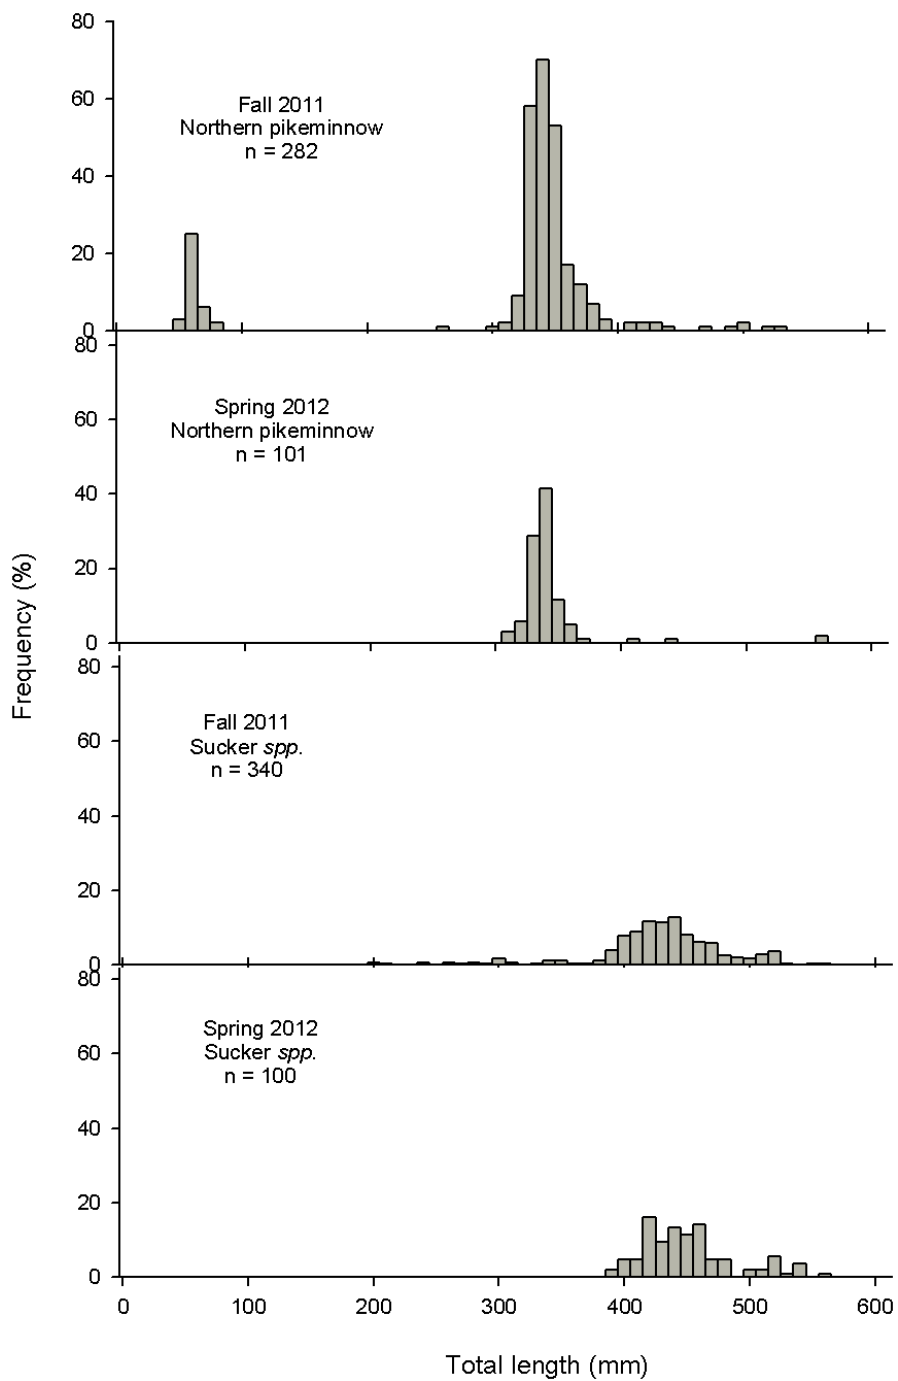 80
60
40
20
0
Fall 2011
Northern pikeminnow
n = 282
80
60
40
20
0
Spring 2012
Northern pikeminnow
n = 101
80
60
40
20
0
Fall 2011
Sucker spp.
n = 340
80
60
40
20
0
Spring 2012
Sucker spp.
n = 100
Frequency (%)
0 100 200 300 400 500 600
Total length (mm)